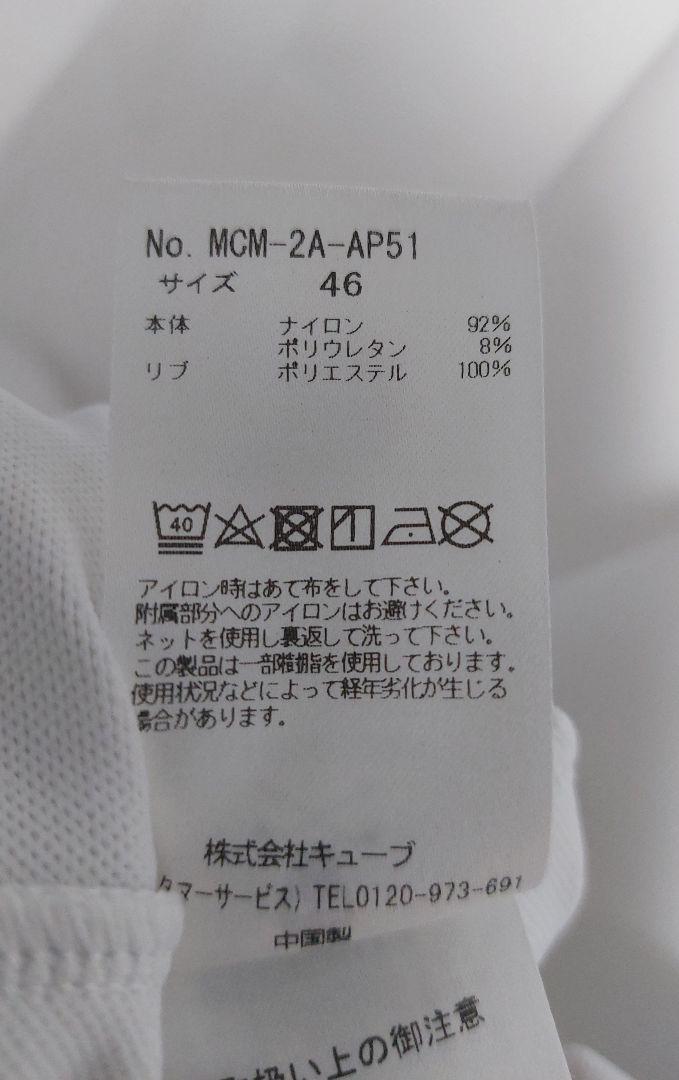 No. MCM-2A-AP51
サイズ 46
本体 ナイロン 92%
ポリウレタン 8%
リブ ポリエステル 100%
40
アイロン時はあて布をして下さい。
附属部分へのアイロンはお避けください。
ネットを使用し裏返して洗って下さい。
この製品は一部樹脂を使用しております。
使用状況などによって経年劣化が生じる
場合があります。
株式会社キューブ
タマーサービス) TEL0120-973-691
中国製
扱い上の御注意